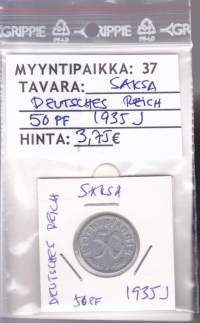 GRIPPIE
GRIPPIE
MYYNTIPAIKKA: 37
TAVARA: SAKSA
DEUTSCHES REICH
50 PF 1935 J
HINTA: 3,75€
SAKSA
DEUTSCHES REICH
50
50 PF
1935 J